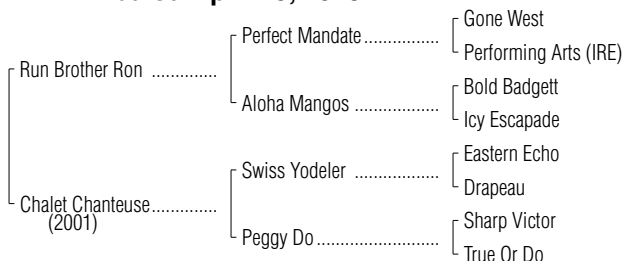 Gone West
Perfect Mandate ...............
Performing Arts (IRE)
Run Brother Ron .............
Bold Badgett
Aloha Mangos .................
Icy Escapade
Eastern Echo
Swiss Yodeler .................
Drapeau
Chalet Chanteuse.............
(2001)
Sharp Victor
Peggy Do ........................
True Or Do